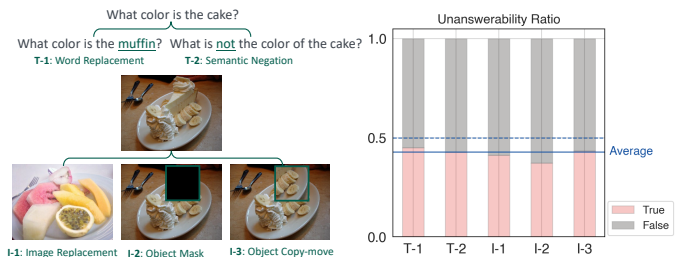 What color is the cake?
What color is the muffin?
What is not the color of the cake?
T-1: Word Replacement
T-2: Semantic Negation
I-1: Image Replacement
I-2: Object Mask
I-3: Object Copy-move
Unanswerability Ratio
1.0
0.5
0.0
Average
T-1
T-2
I-1
I-2
I-3
True
False